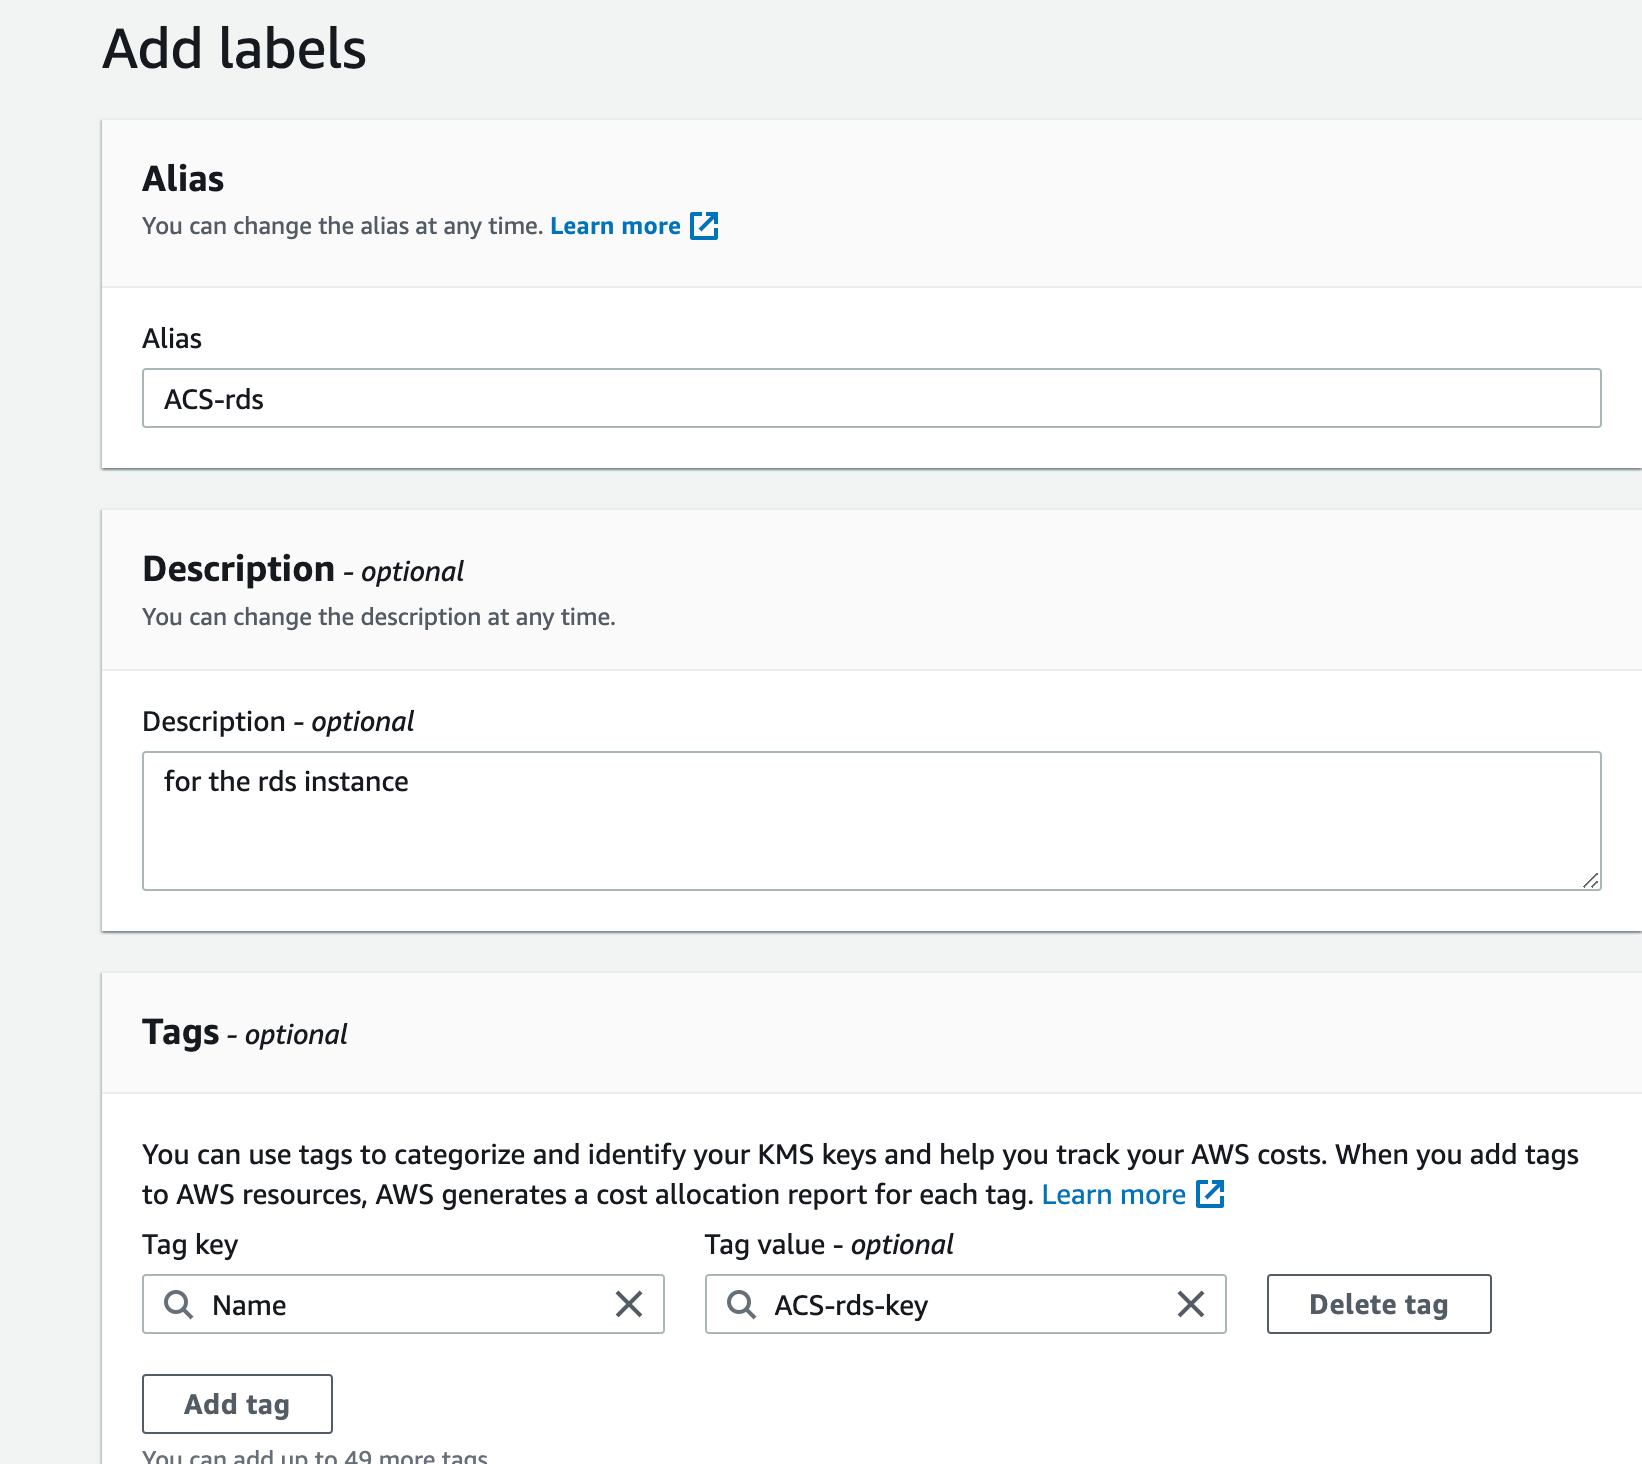 Add labels
Alias
You can change the alias at any time. Learn more
Alias
ACS-rds
Description - optional
You can change the description at any time.
Description - optional
for the rds instance
Tags - optional
You can use tags to categorize and identify your KMS keys and help you track your AWS costs. When you add tags
to AWS resources, AWS generates a cost allocation report for each tag. Learn more
Tag key
Tag value - optional
Name
ACS-rds-key
Delete tag
Add tag
You can add up to 49 more tags